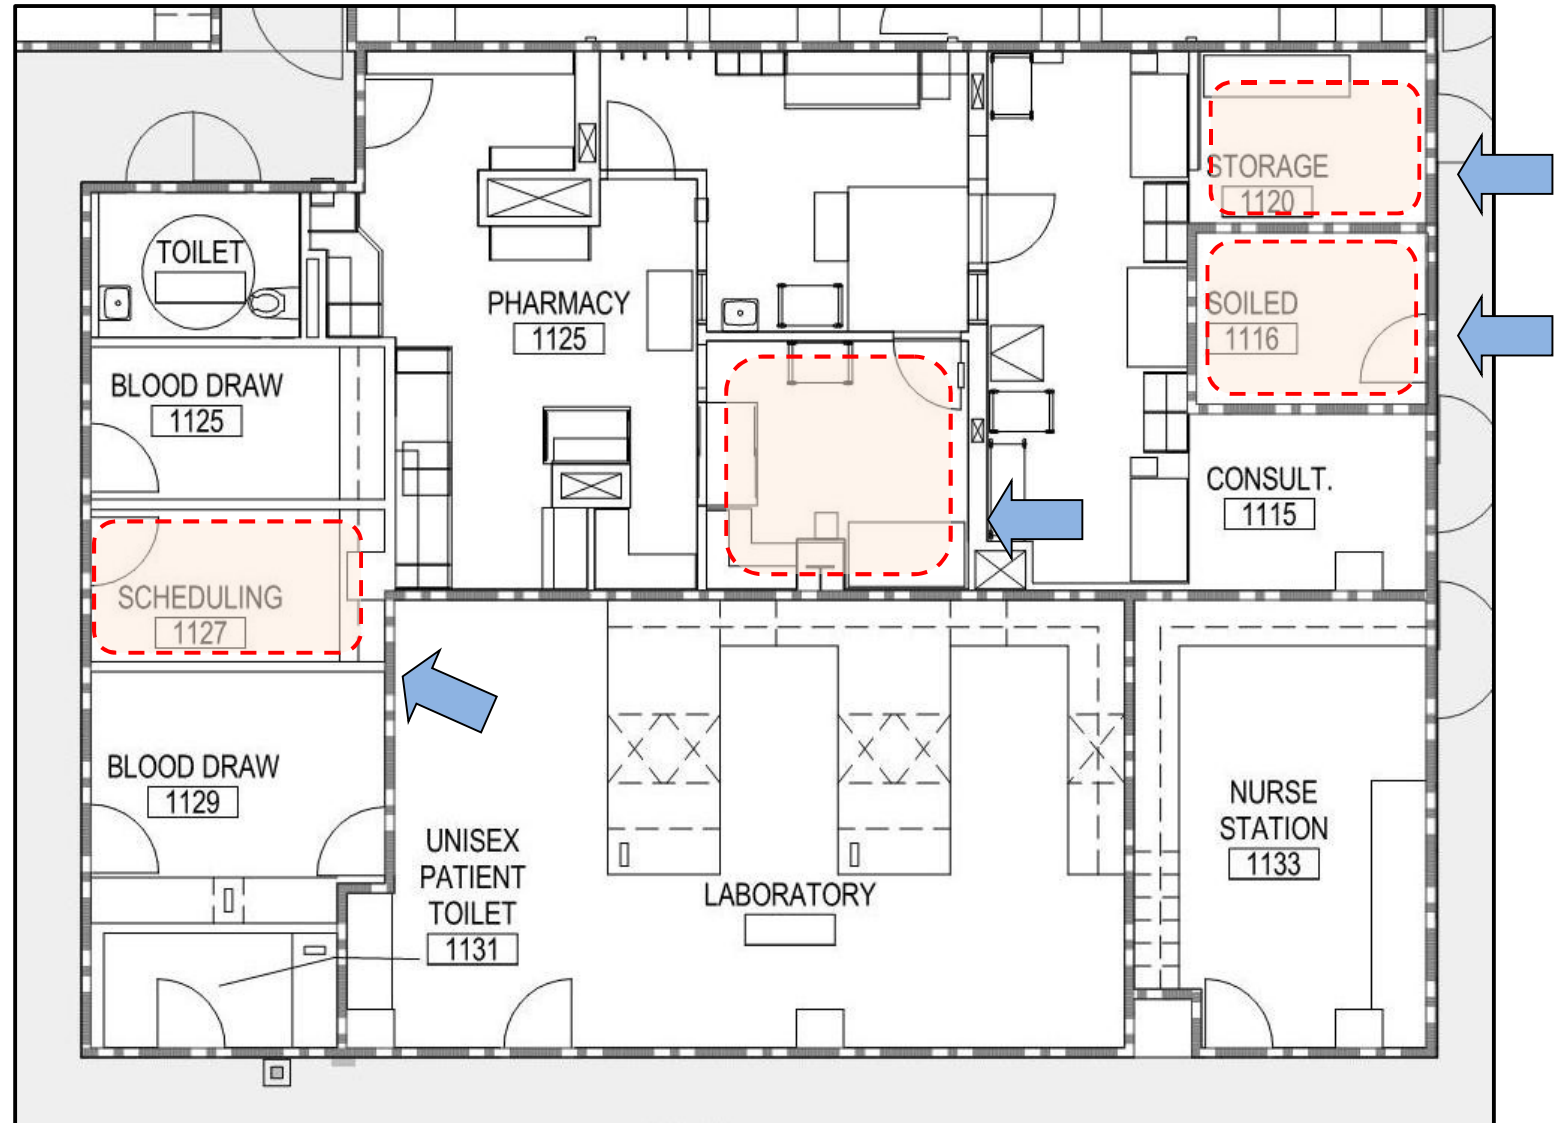 STORAGE
1120
TOILET
SOILED
1116
PHARMACY
1125
BLOOD DRAW
1125
CONSULT.
1115
SCHEDULING
1127
BLOOD DRAW
1129
NURSE
STATION
1133
UNISEX
PATIENT
TOILET
1131
LABORATORY